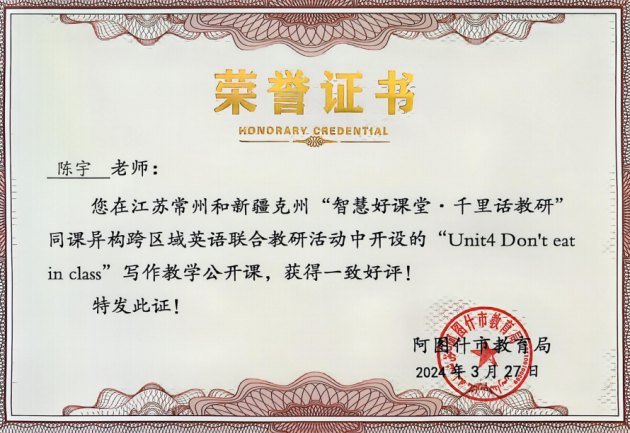 荣誉证书
HONORARY CREDENTIAL
陈宇 老师：
您在江苏常州和新疆克州“智慧好课堂·千里话教研”
同课异构跨区域英语联合教研活动中开设的“Unit4 Don't eat
in class”写作教学公开课，获得一致好评！
特发此证！
阿图什市教育局
2024年3月27日